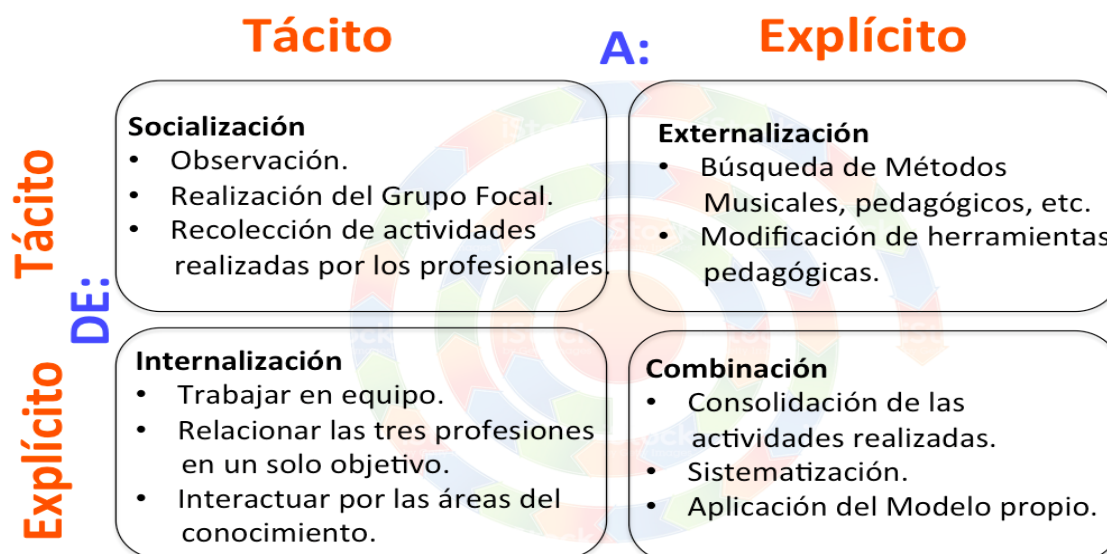 Tácito
A:
Explícito
Tácito
DE:
Explícito
Socialización
• Observación.
• Realización del Grupo Focal.
• Recolección de actividades
realizadas por los profesionales.
Externalización
• Búsqueda de Métodos
Musicales, pedagógicos, etc.
• Modificación de herramientas
pedagógicas.
Internalización
• Trabajar en equipo.
• Relacionar las tres profesiones
en un solo objetivo.
• Interactuar por las áreas del
conocimiento.
Combinación
• Consolidación de las
actividades realizadas.
• Sistematización.
• Aplicación del Modelo propio.